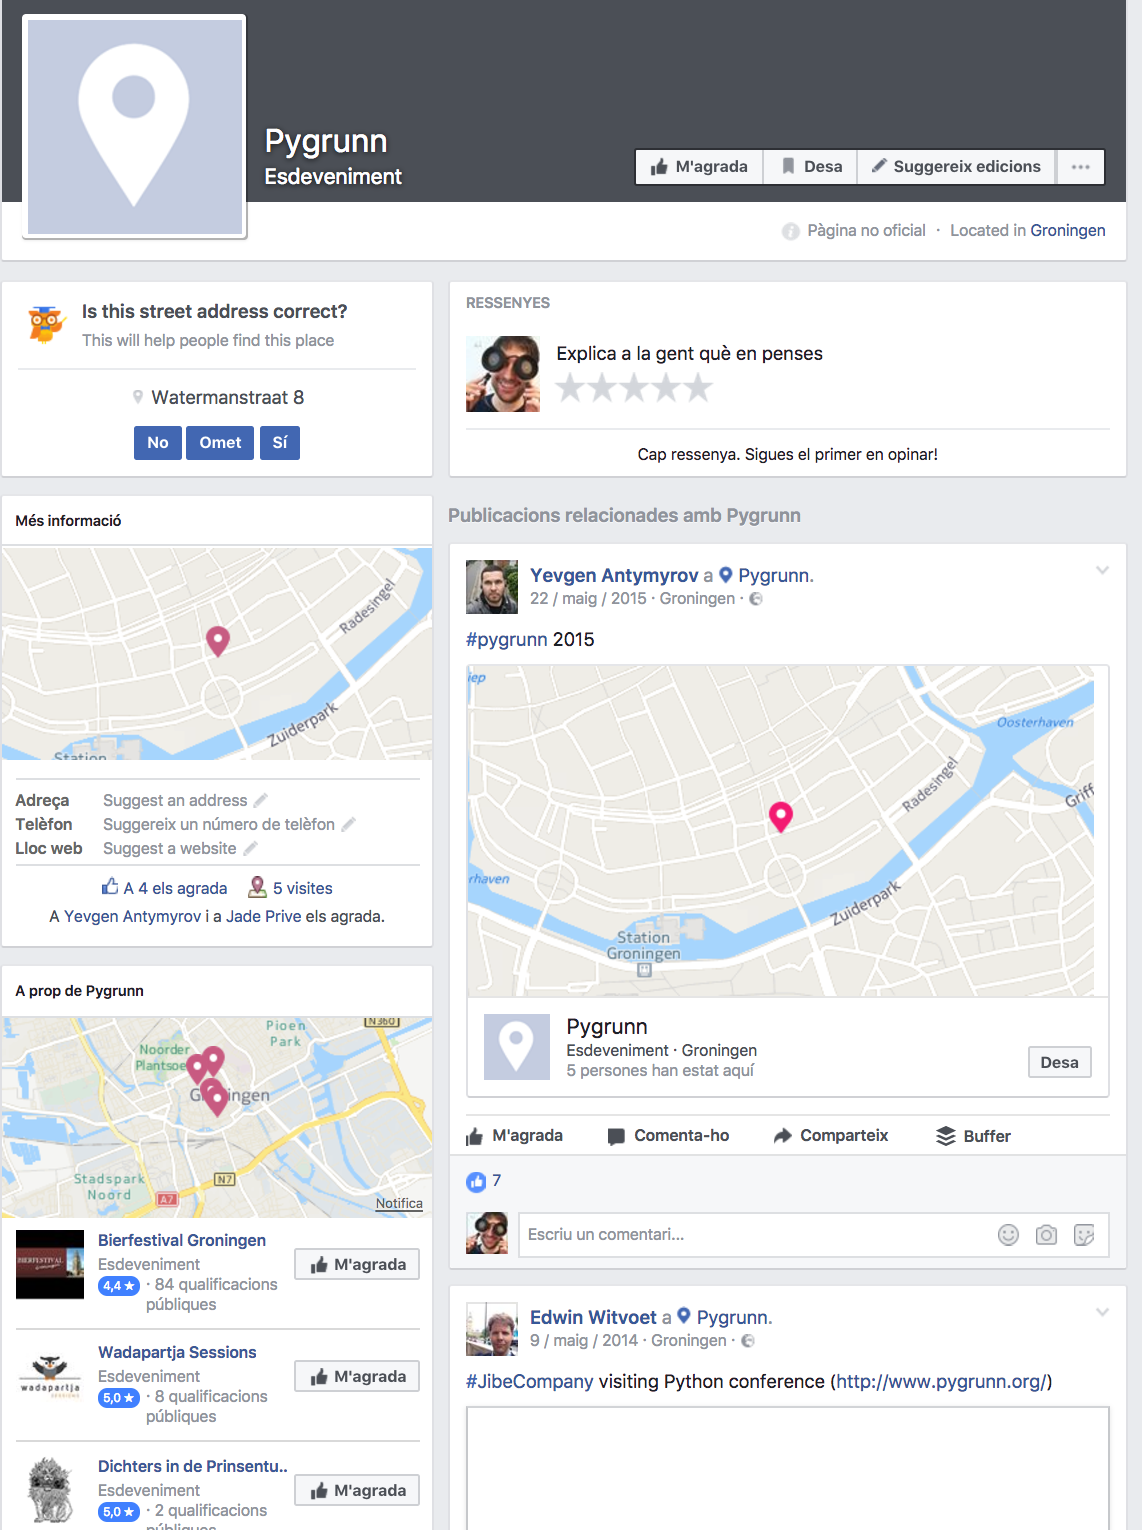 Pygrunn
Esdeveniment
M'agrada
Desa
Suggereix edicions
Pàgina no oficial · Located in Groningen
Is this street address correct?
This will help people find this place
Watermanstraat 8
No
Omet
Sí
RESSENYES
Explica a la gent què en penses
Cap ressenya. Sigues el primer en opinar!
Més informació
Radesingel
Zuiderpark
Station
Adreça Suggest an address
Telèfon Suggereix un número de telèfon
Lloc web Suggest a website
A 4 els agrada 5 visites
A Yevgen Antymyrov i a Jade Prive els agrada.
A prop de Pygrunn
Pioen
Park
N360
Noorder
Plantsoe
Stadspark
Noord
N7
A7
Notifica
Bierfestival Groningen
Esdeveniment
4,4 ★ · 84 qualificacions
públiques
M'agrada
BIERFESTIVAL
Wadapartja Sessions
Esdeveniment
5,0 ★ · 8 qualificacions
públiques
M'agrada
wadapartja
SESSIONS
Dichters in de Prinsentu..
Esdeveniment
5,0 ★ · 2 qualificacions
públiques
M'agrada
Publicacions relacionades amb Pygrunn
Yevgen Antymyrov a Pygrunn.
22 / maig / 2015 · Groningen ·
#pygrunn 2015
iep
Oosterhaven
Radesingel
Griff
rhaven
Zuiderpark
Station
Groningen
Pygrunn
Esdeveniment · Groningen
5 persones han estat aquí
Desa
M'agrada
Comenta-ho
Comparteix
Buffer
7
Escriu un comentari...
Edwin Witvoet a Pygrunn.
9 / maig / 2014 · Groningen ·
#JibeCompany visiting Python conference (http://www.pygrunn.org/)